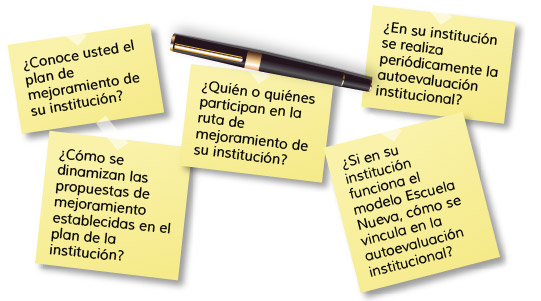 ¿Conoce usted el
plan de
mejoramiento de
su institución?
¿Quién o quiénes
participan en la
ruta de
mejoramiento de
su institución?
¿En su institución
se realiza
periódicamente la
autoevaluación
institucional?
¿Cómo se
dinamizan las
propuestas de
mejoramiento
establecidas en el
plan de la
institución?
¿Si en su
institución
funciona el
modelo Escuela
Nueva, cómo se
vincula en la
autoevaluación
institucional?